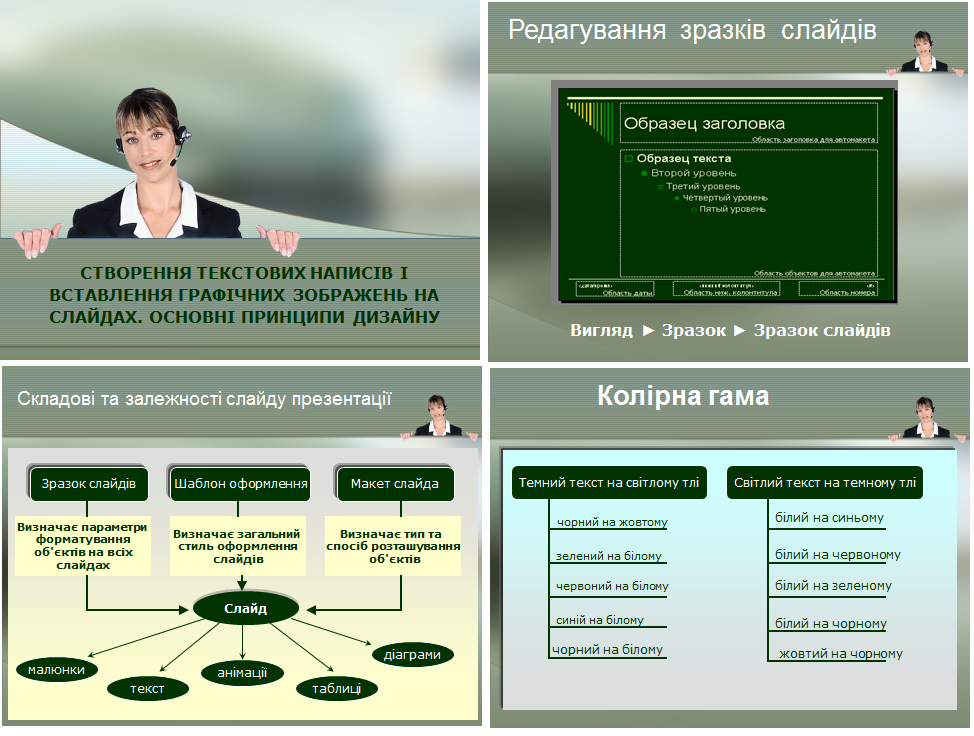 СТВОРЕННЯ ТЕКСТОВИХ НАПИСІВ І
ВСТАВЛЕННЯ ГРАФІЧНИХ ЗОБРАЖЕНЬ НА
СЛАЙДАХ. ОСНОВНІ ПРИНЦИПИ ДИЗАЙНУ
Редагування зразків слайдів
Образец заголовка
Область заголовка для автомакета
Образец текста
Второй уровень
Третий уровень
Четвертый уровень
Пятый уровень
Область объектов для автомакета
<дата/время>
Область даты
<нижний колонтитул>
Область ниж. колонтитула
<#>
Область номера
Вигляд ► Зразок ► Зразок слайдів
Складові та залежності слайду презентації
Зразок слайдів
Шаблон оформлення
Макет слайда
Визначає параметри
форматування
об'єктів на всіх
слайдах
Визначає загальний
стиль оформлення
слайдів
Визначає тип та
спосіб розташування
об'єктів
Слайд
малюнки
текст
анімації
таблиці
діаграми
Колірна гама
Темний текст на світлому тлі
чорний на жовтому
зелений на білому
червоний на білому
синій на білому
чорний на білому
Світлий текст на темному тлі
білий на синьому
білий на червоному
білий на зеленому
білий на чорному
жовтий на чорному